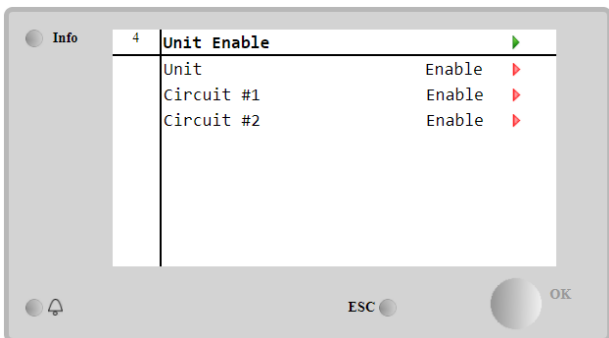 Info
4 Unit Enable
Unit Enable
Circuit #1 Enable
Circuit #2 Enable
ESC
OK